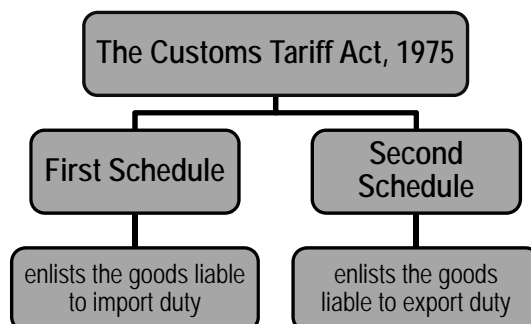 The Customs Tariff Act, 1975
First Schedule
Second
Schedule
enlists the goods liable
to import duty
enlists the goods
liable to export duty